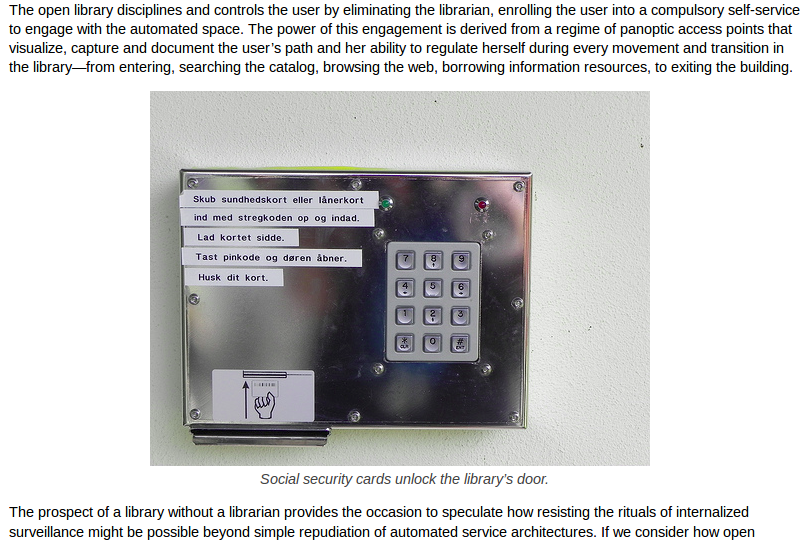 The open library disciplines and controls the user by eliminating the librarian, enrolling the user into a compulsory self-service
to engage with the automated space. The power of this engagement is derived from a regime of panoptic access points that
visualize, capture and document the user’s path and her ability to regulate herself during every movement and transition in
the library—from entering, searching the catalog, browsing the web, borrowing information resources, to exiting the building.
Skub sundhedskort eller lånerkort
ind med stregkoden op og indad.
Lad kortet sidde.
Tast pinkode og døren åbner.
Husk dit kort.
7 8 9
4 5 6
1 2 3
* 0 #
Social security cards unlock the library’s door.
The prospect of a library without a librarian provides the occasion to speculate how resisting the rituals of internalized
surveillance might be possible beyond simple repudiation of automated service architectures. If we consider how open